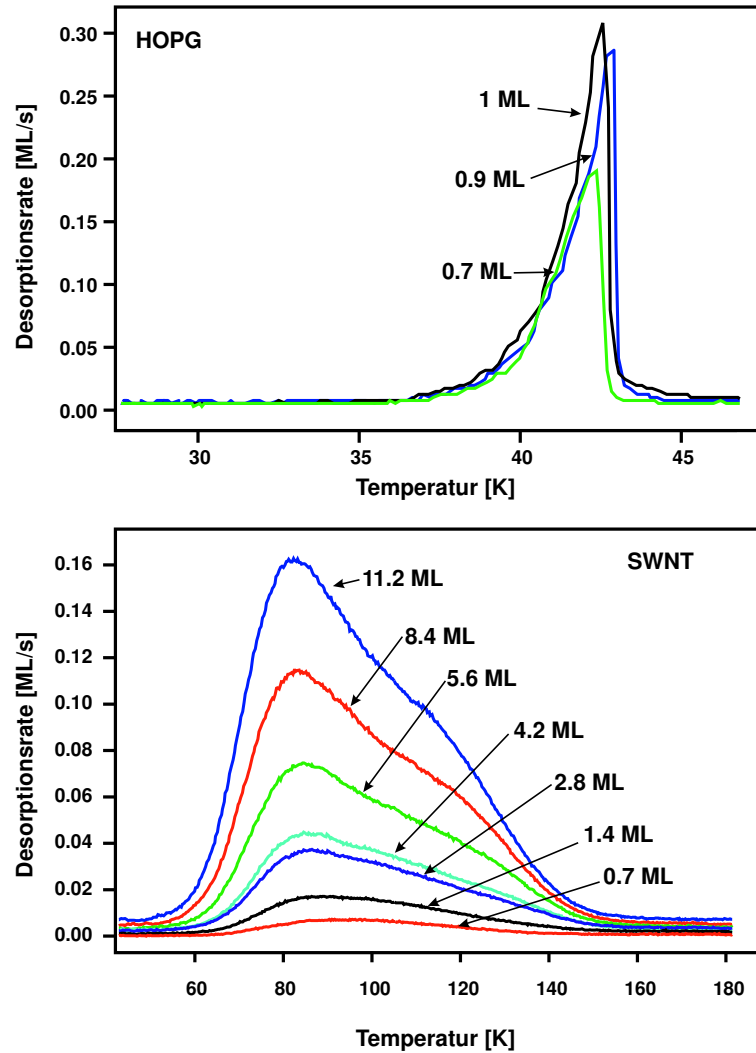 HOPG
0.30
0.25
0.20
0.15
0.10
0.05
0.00
Desorptionsrate [ML/s]
1 ML
0.9 ML
0.7 ML
30
35
40
45
Temperatur [K]
SWNT
0.16
0.14
0.12
0.10
0.08
0.06
0.04
0.02
0.00
Desorptionsrate [ML/s]
11.2 ML
8.4 ML
5.6 ML
4.2 ML
2.8 ML
1.4 ML
0.7 ML
60
80
100
120
140
160
180
Temperatur [K]